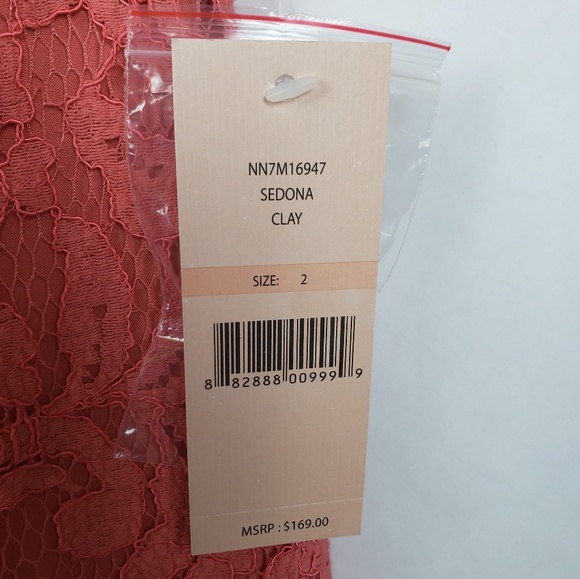 NN7M16947
SEDONA
CLAY
SIZE: 2
8 82888 00999 9
MSRP : $169.00